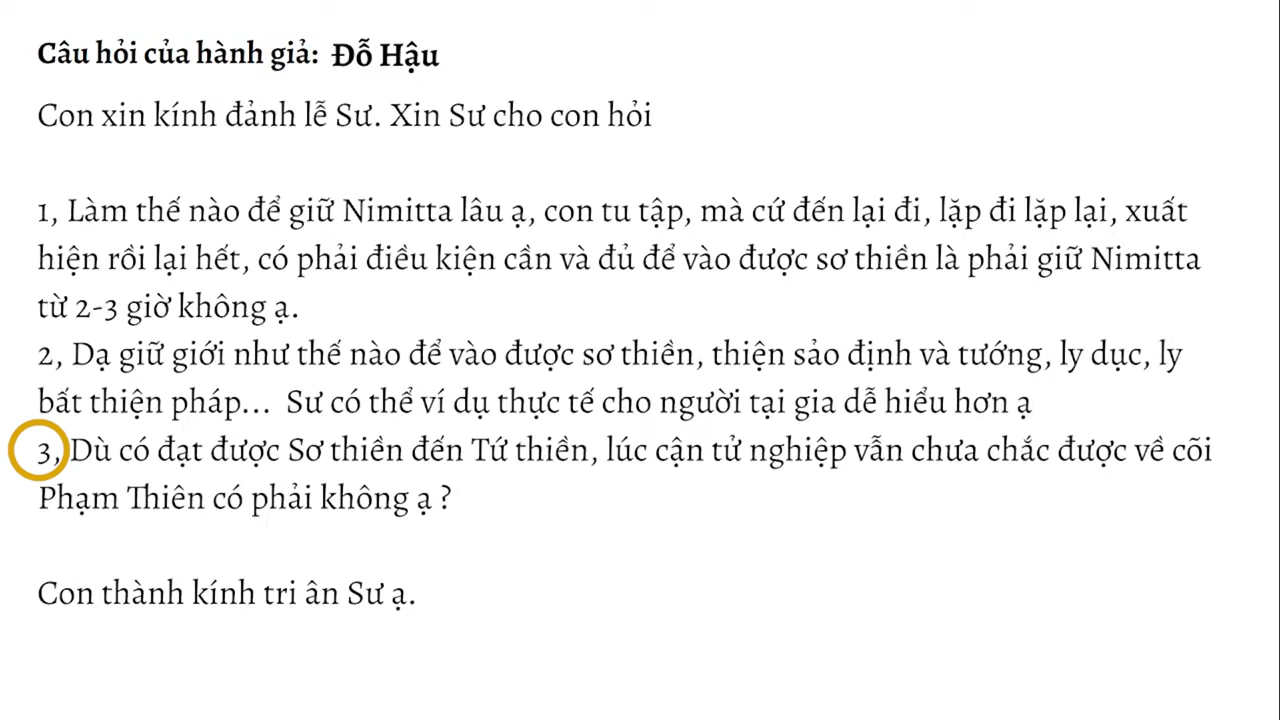 Câu hỏi của hành giả: Đỗ Hậu
Con xin kính đảnh lễ Sư. Xin Sư cho con hỏi
1, Làm thế nào để giữ Nimitta lâu ạ, con tu tập, mà cứ đến lại đi, lặp đi lặp lại, xuất
hiện rồi lại hết, có phải điều kiện cần và đủ để vào được sơ thiền là phải giữ Nimitta
từ 2-3 giờ không ạ.
2, Dạ giữ giới như thế nào để vào được sơ thiền, thiện sảo định và tướng, ly dục, ly
bất thiện pháp... Sư có thể ví dụ thực tế cho người tại gia dễ hiểu hơn ạ
3, Dù có đạt được Sơ thiền đến Tứ thiền, lúc cận tử nghiệp vẫn chưa chắc được về cõi
Phạm Thiên có phải không ạ ?
Con thành kính tri ân Sư ạ.